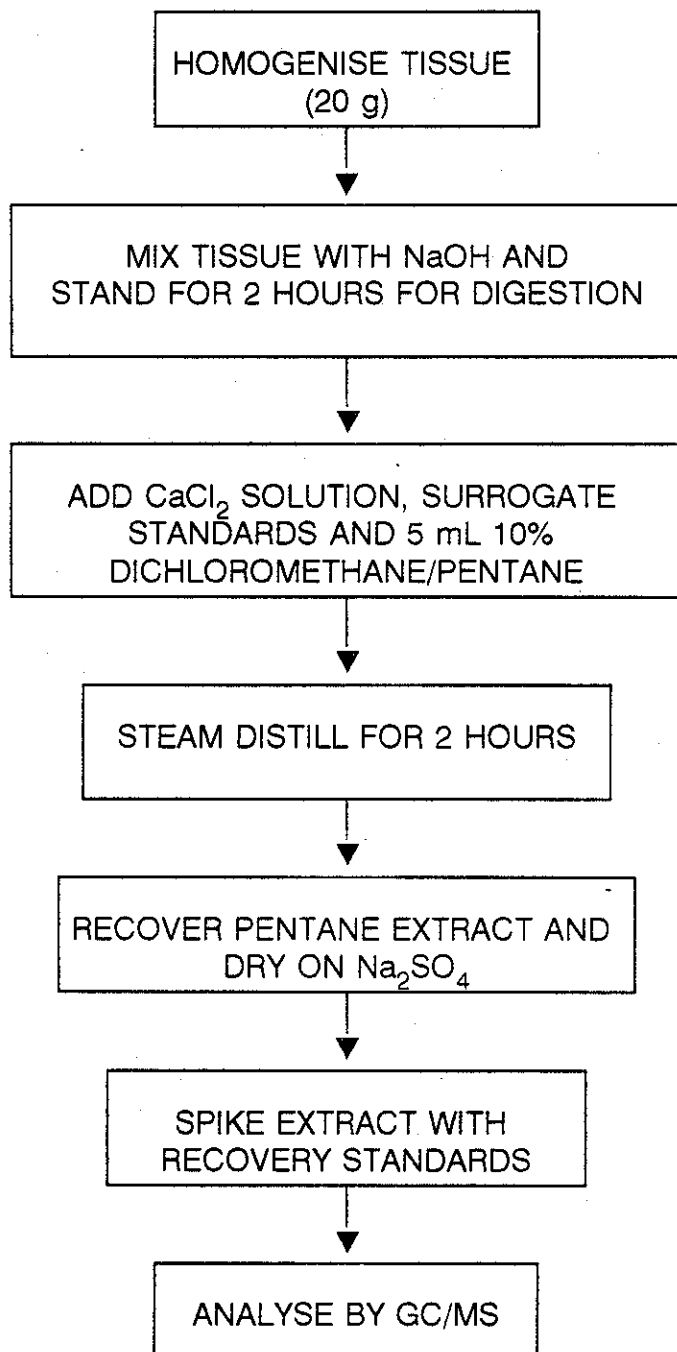 HOMOGENISE TISSUE
(20 g)
MIX TISSUE WITH NaOH AND
STAND FOR 2 HOURS FOR DIGESTION
ADD CaCl₂ SOLUTION, SURROGATE
STANDARDS AND 5 mL 10%
DICHLOROMETHANE/PENTANE
STEAM DISTILL FOR 2 HOURS
RECOVER PENTANE EXTRACT AND
DRY ON Na₂SO₄
SPIKE EXTRACT WITH
RECOVERY STANDARDS
ANALYSE BY GC/MS